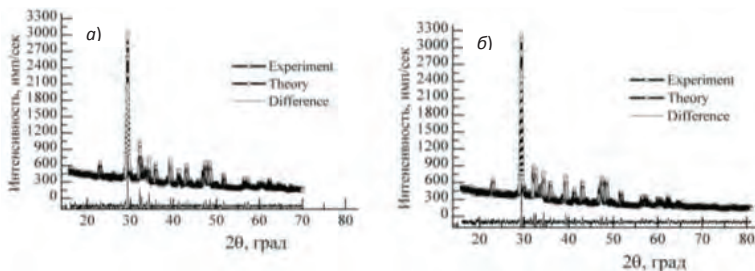 а)
Интенсивность, имп/сек
3300
3000
2700
2400
2100
1800
1500
1200
900
600
300
0
Experiment
Theory
Difference
20 30 40 50 60 70 80
2θ, град
б)
Интенсивность, имп/сек
3300
3000
2700
2400
2100
1800
1500
1200
900
600
300
0
Experiment
Theory
Difference
20 30 40 50 60 70 80
2θ, град